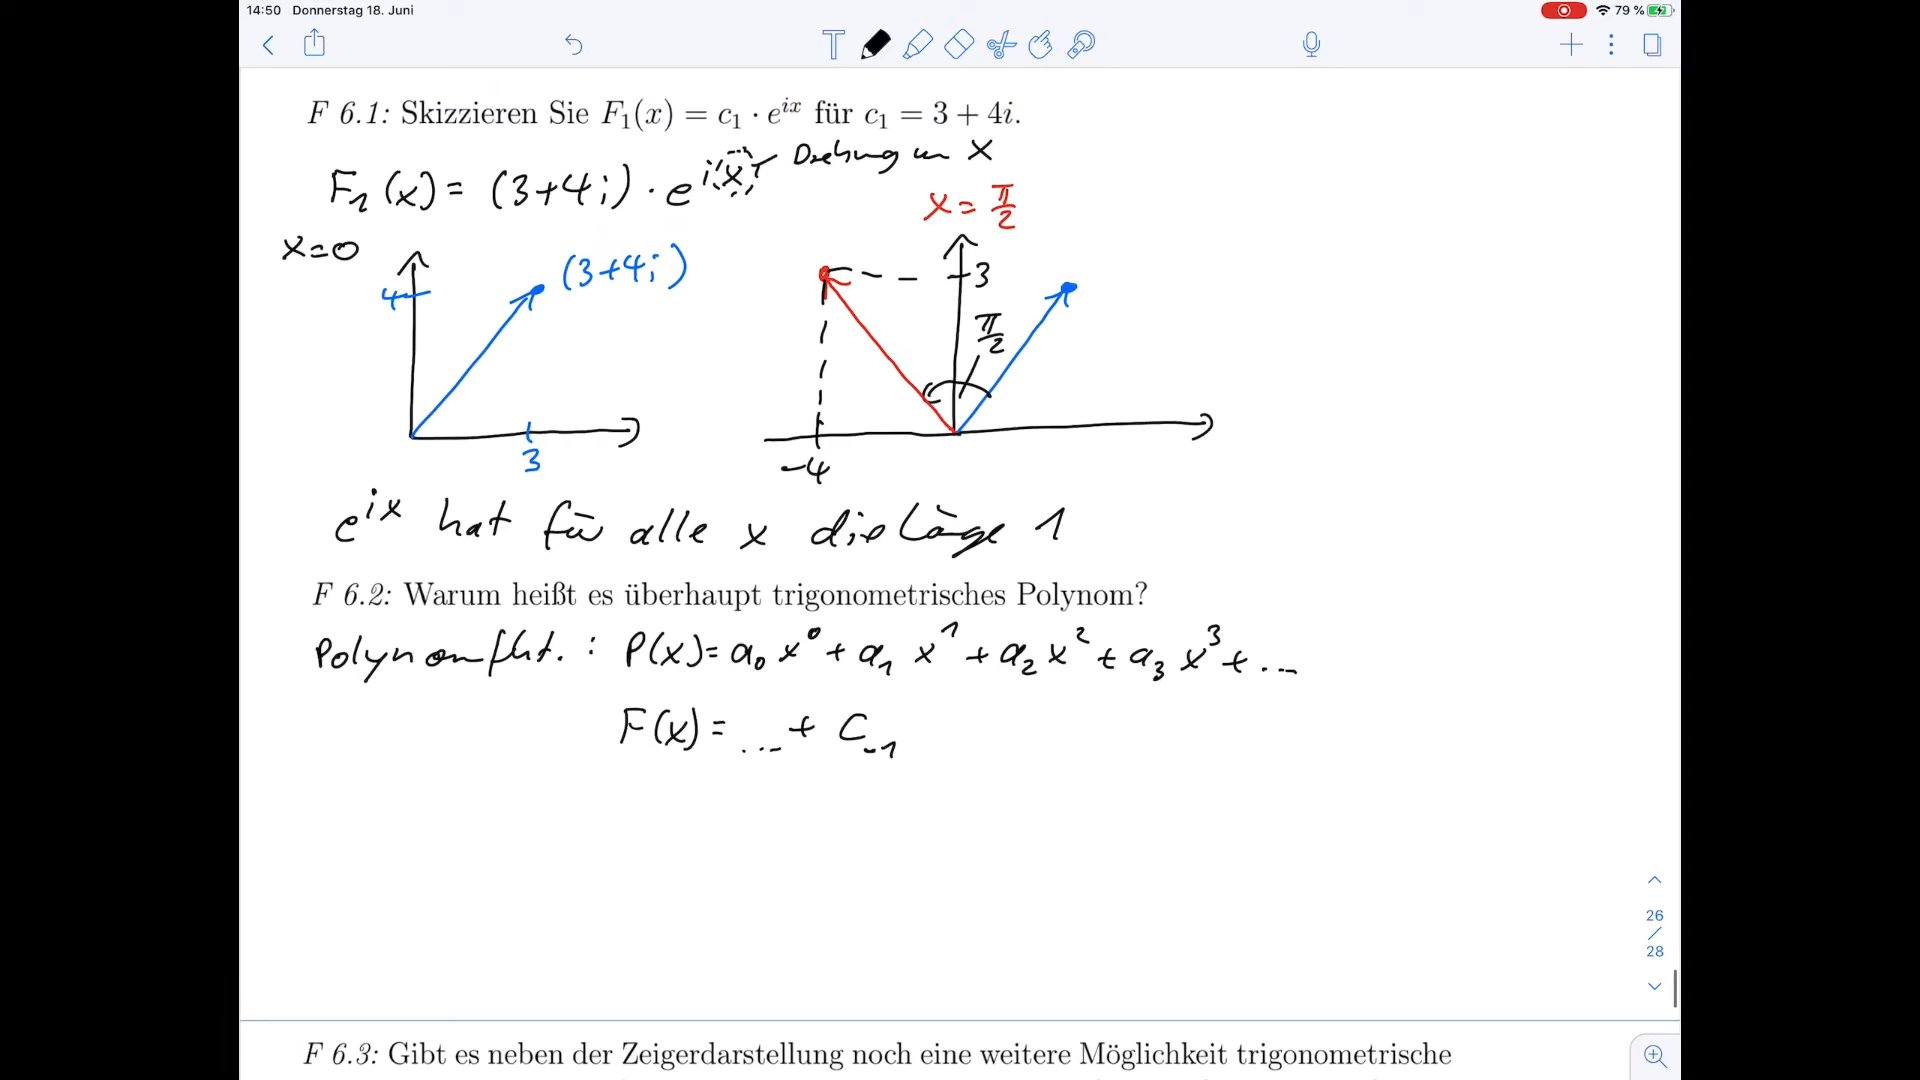 14:50 Donnerstag 18. Juni
79 %
F 6.1: Skizzieren Sie F₁(x) = c₁ · e^{ix} für c₁ = 3 + 4i.
Drehung um x
F₁(x) = (3+4i) · e^{ix}
x = π/2
x=0
(3+4i)
4
3
π/2
3
-4
e^{ix} hat für alle x die Länge 1
F 6.2: Warum heißt es überhaupt trigonometrisches Polynom?
Polynomfkt. : P(x)= a₀ x⁰ + a₁ x¹ + a₂ x² + a₃ x³ + ...
F(x) = ... + C₋₁
26
/
28
F 6.3: Gibt es neben der Zeigerdarstellung noch eine weitere Möglichkeit trigonometrische